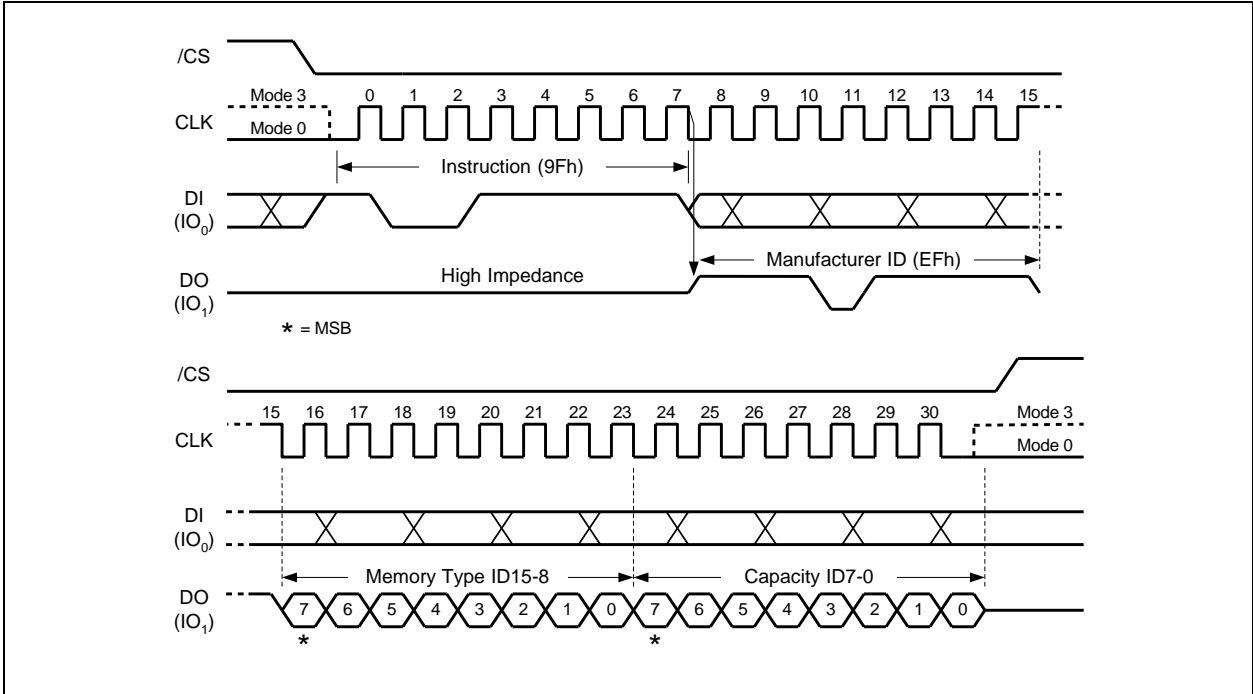 /CS
Mode 3 0 1 2 3 4 5 6 7 8 9 10 11 12 13 14 15
CLK
Mode 0
Instruction (9Fh)
DI
(IO0)
Manufacturer ID (EFh)
High Impedance
DO
(IO1)
* = MSB
/CS
15 16 17 18 19 20 21 22 23 24 25 26 27 28 29 30 Mode 3
CLK
Mode 0
DI
(IO0)
Memory Type ID15-8 Capacity ID7-0
DO
7 6 5 4 3 2 1 0 7 6 5 4 3 2 1 0
(IO1)
* *